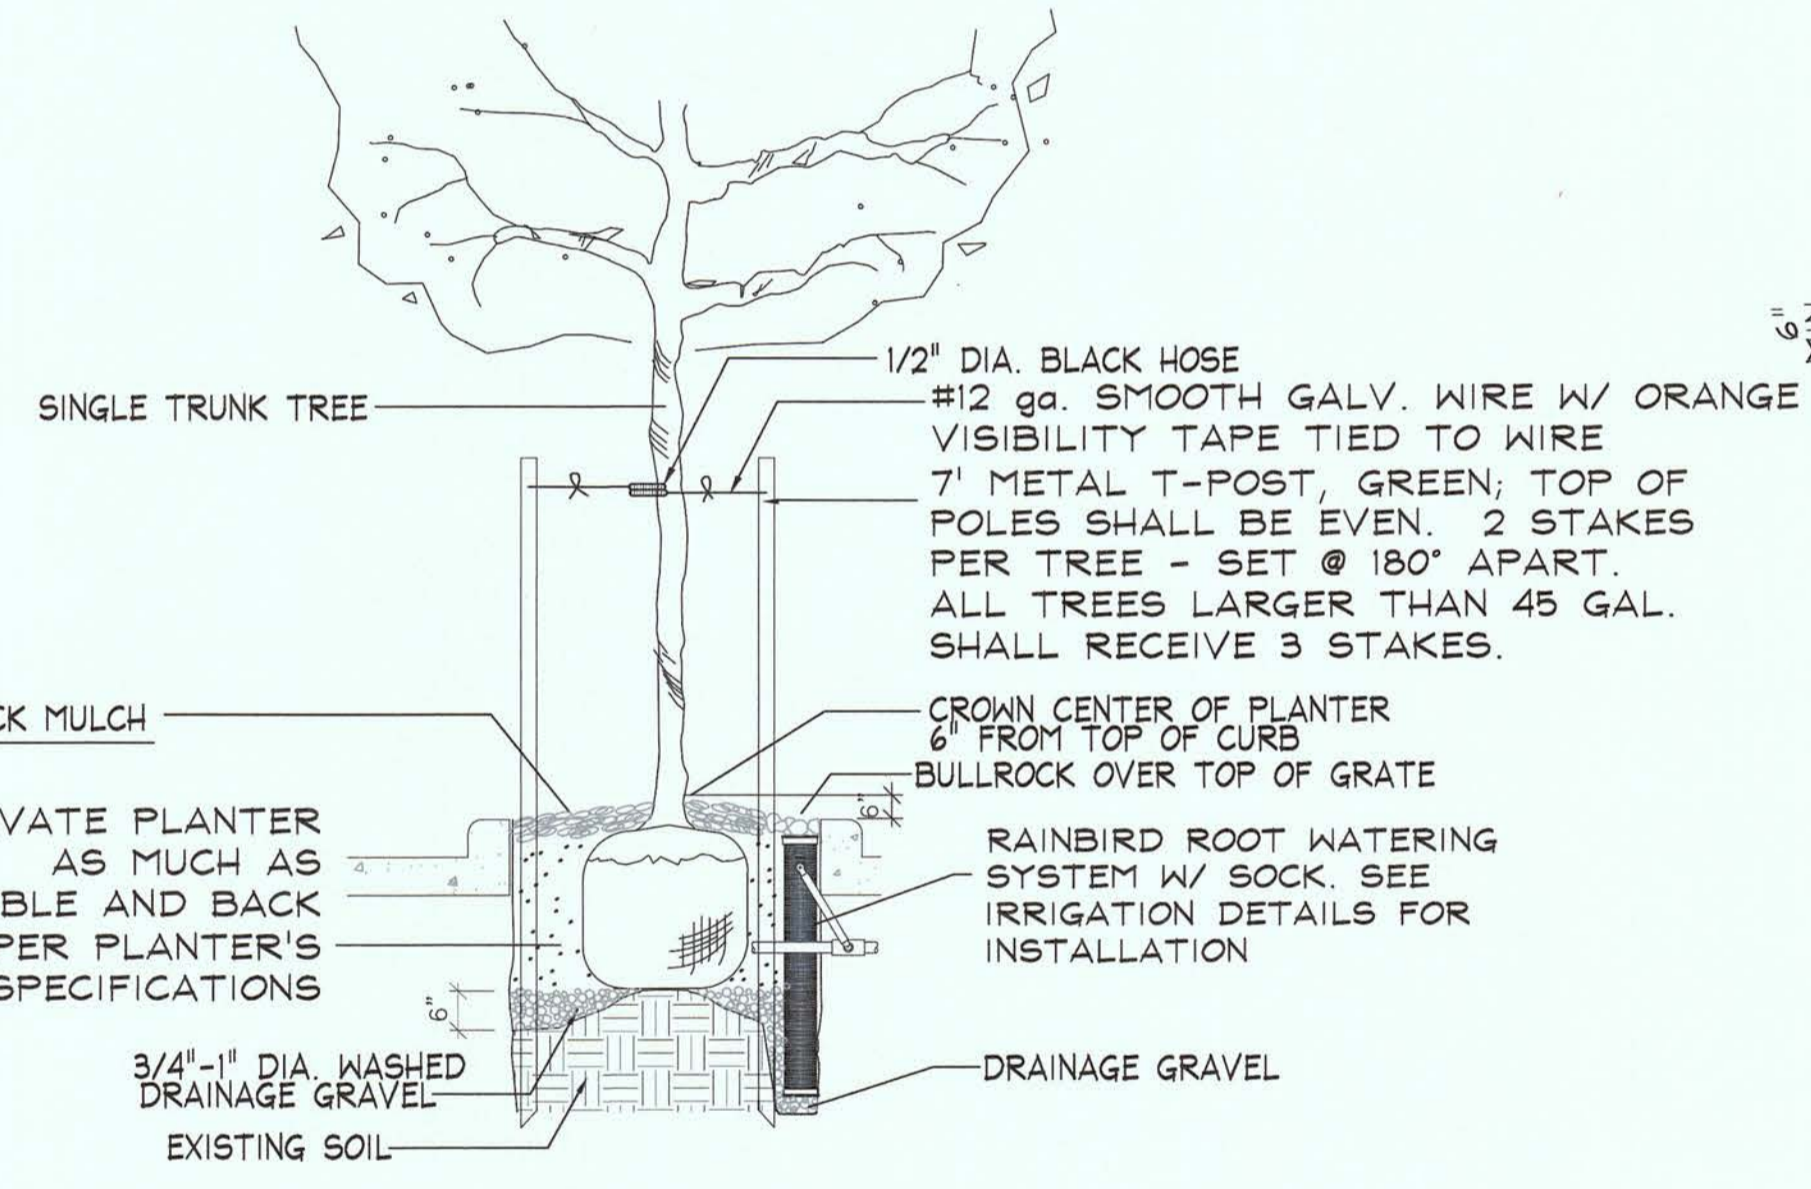 1/2" DIA. BLACK HOSE
SINGLE TRUNK TREE
#12 ga. SMOOTH GALV. WIRE W/ ORANGE
VISIBILITY TAPE TIED TO WIRE
7' METAL T-POST, GREEN; TOP OF
POLES SHALL BE EVEN. 2 STAKES
PER TREE - SET @ 180° APART.
ALL TREES LARGER THAN 45 GAL.
SHALL RECEIVE 3 STAKES.
CK MULCH
CROWN CENTER OF PLANTER
6" FROM TOP OF CURB
BULLROCK OVER TOP OF GRATE
6"
VATE PLANTER
AS MUCH AS
BLE AND BACK
PER PLANTER'S
SPECIFICATIONS
RAINBIRD ROOT WATERING
SYSTEM W/ SOCK. SEE
IRRIGATION DETAILS FOR
INSTALLATION
6"
3/4"-1" DIA. WASHED
DRAINAGE GRAVEL
DRAINAGE GRAVEL
EXISTING SOIL
6"